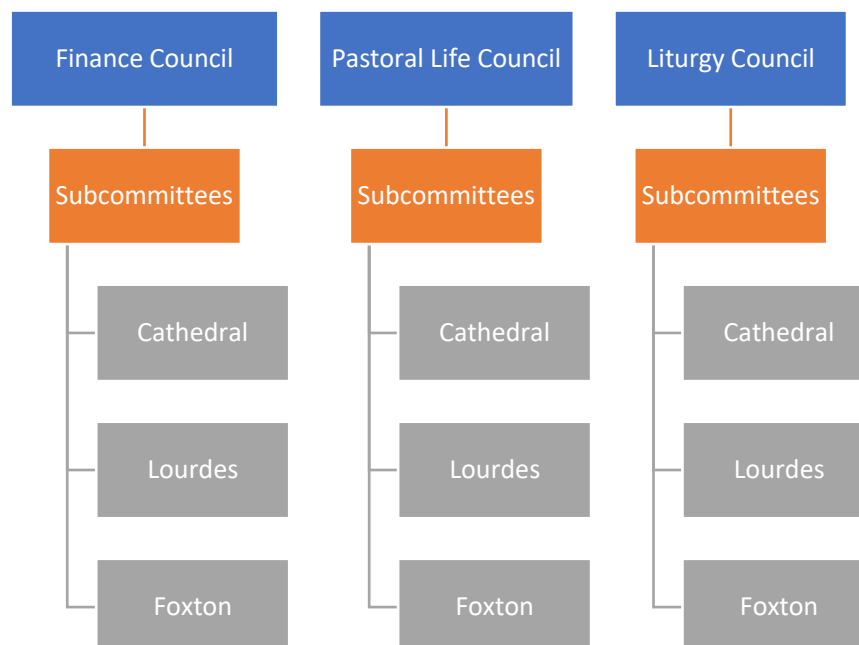 Finance Council
Pastoral Life Council
Liturgy Council
Subcommittees
Subcommittees
Subcommittees
Cathedral
Cathedral
Cathedral
Lourdes
Lourdes
Lourdes
Foxton
Foxton
Foxton